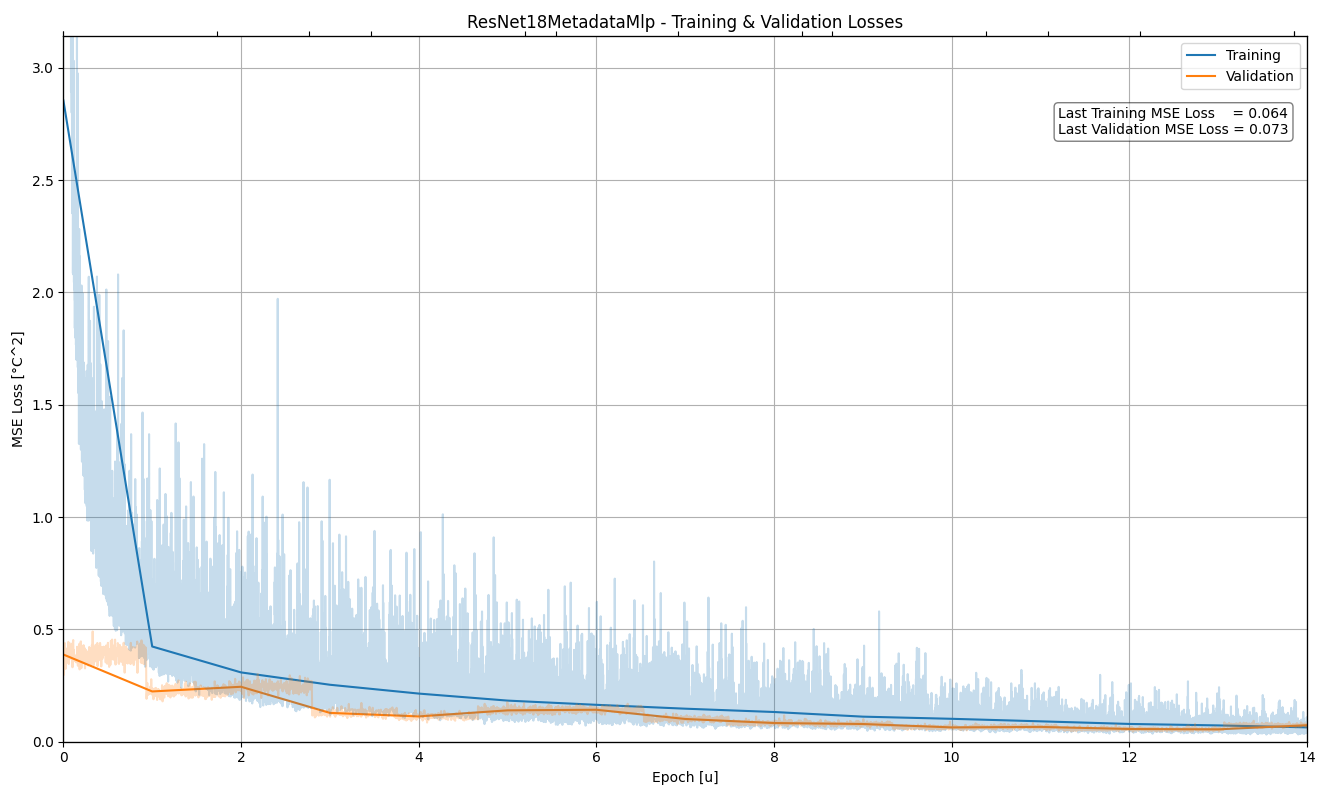 ResNet18MetadataMlp - Training & Validation Losses
Training
Validation
Last Training MSE Loss    = 0.064
Last Validation MSE Loss = 0.073
MSE Loss [°C^2]
3.0
2.5
2.0
1.5
1.0
0.5
0.0
0 2 4 6 8 10 12 14
Epoch [u]